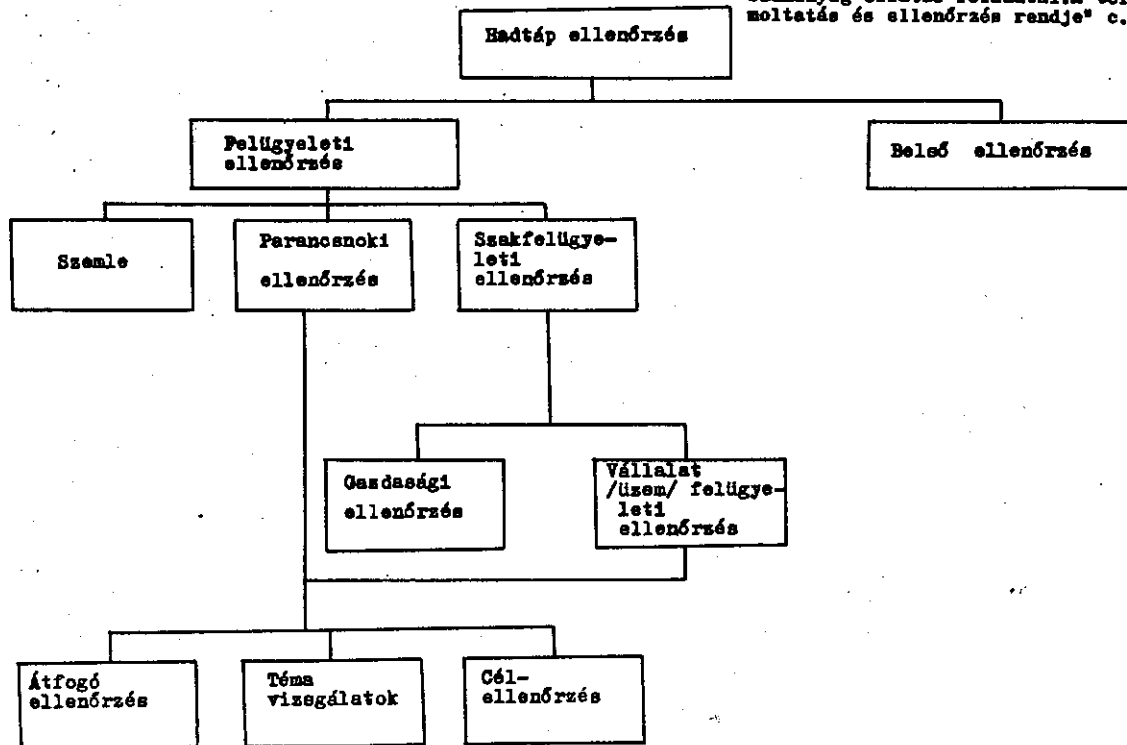 moltatás és ellenőrzés rendje" c.
Hadtáp ellenőrzés
Felügyeleti
ellenőrzés
Belső ellenőrzés
Szemle
Parancsnoki
ellenőrzés
Szakfelügye-
leti
ellenőrzés
Gazdasági
ellenőrzés
Vállalat
/üzem/ felügye-
leti
ellenőrzés
Átfogó
ellenőrzés
Téma
vizsgálatok
Cél-
ellenőrzés